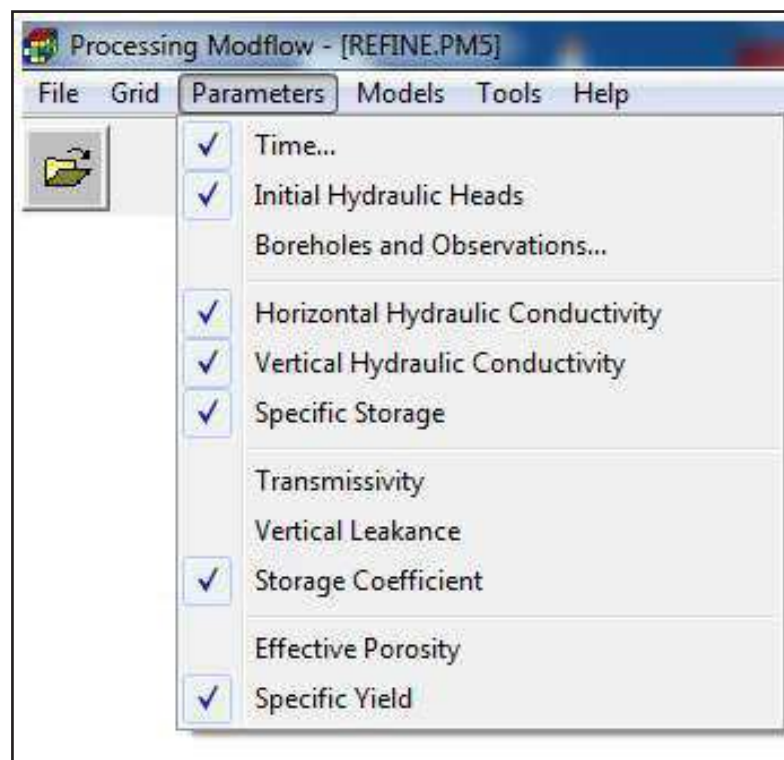 Processing Modflow - [REFINE.PM5]
File Grid Parameters Models Tools Help
Time...
Initial Hydraulic Heads
Boreholes and Observations...
Horizontal Hydraulic Conductivity
Vertical Hydraulic Conductivity
Specific Storage
Transmissivity
Vertical Leakance
Storage Coefficient
Effective Porosity
Specific Yield